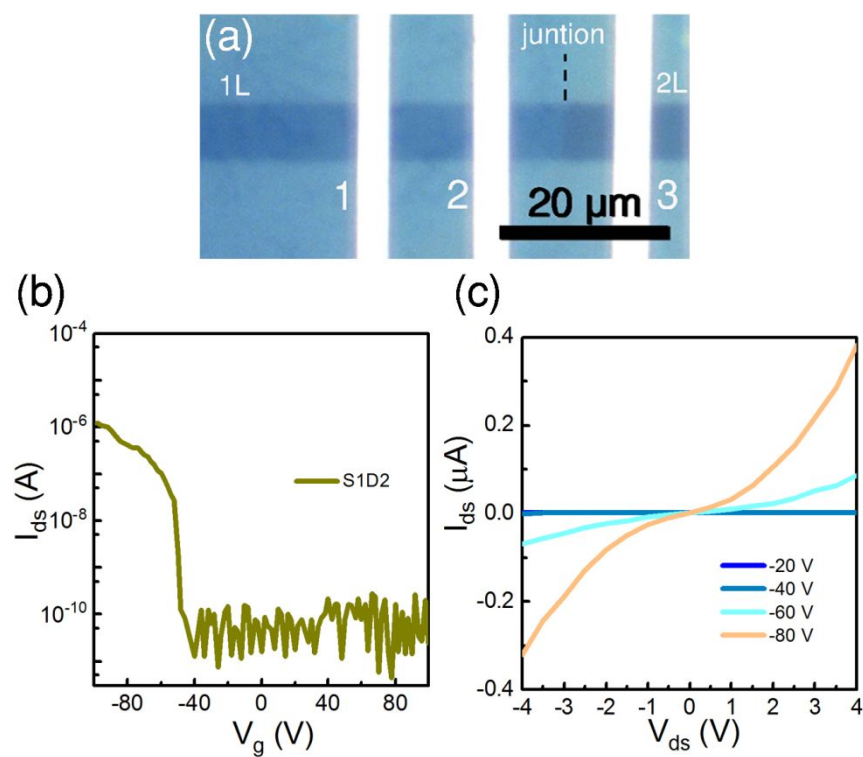 (a)
juntion
1L
2L
1
2
3
20 μm
(b)
(c)
10^-4
10^-6
10^-8
10^-10
I_ds (A)
S1D2
-80 -40 0 40 80
V_g (V)
0.4
0.2
0.0
-0.2
-0.4
I_ds (μA)
-20 V
-40 V
-60 V
-80 V
-4 -3 -2 -1 0 1 2 3 4
V_ds (V)